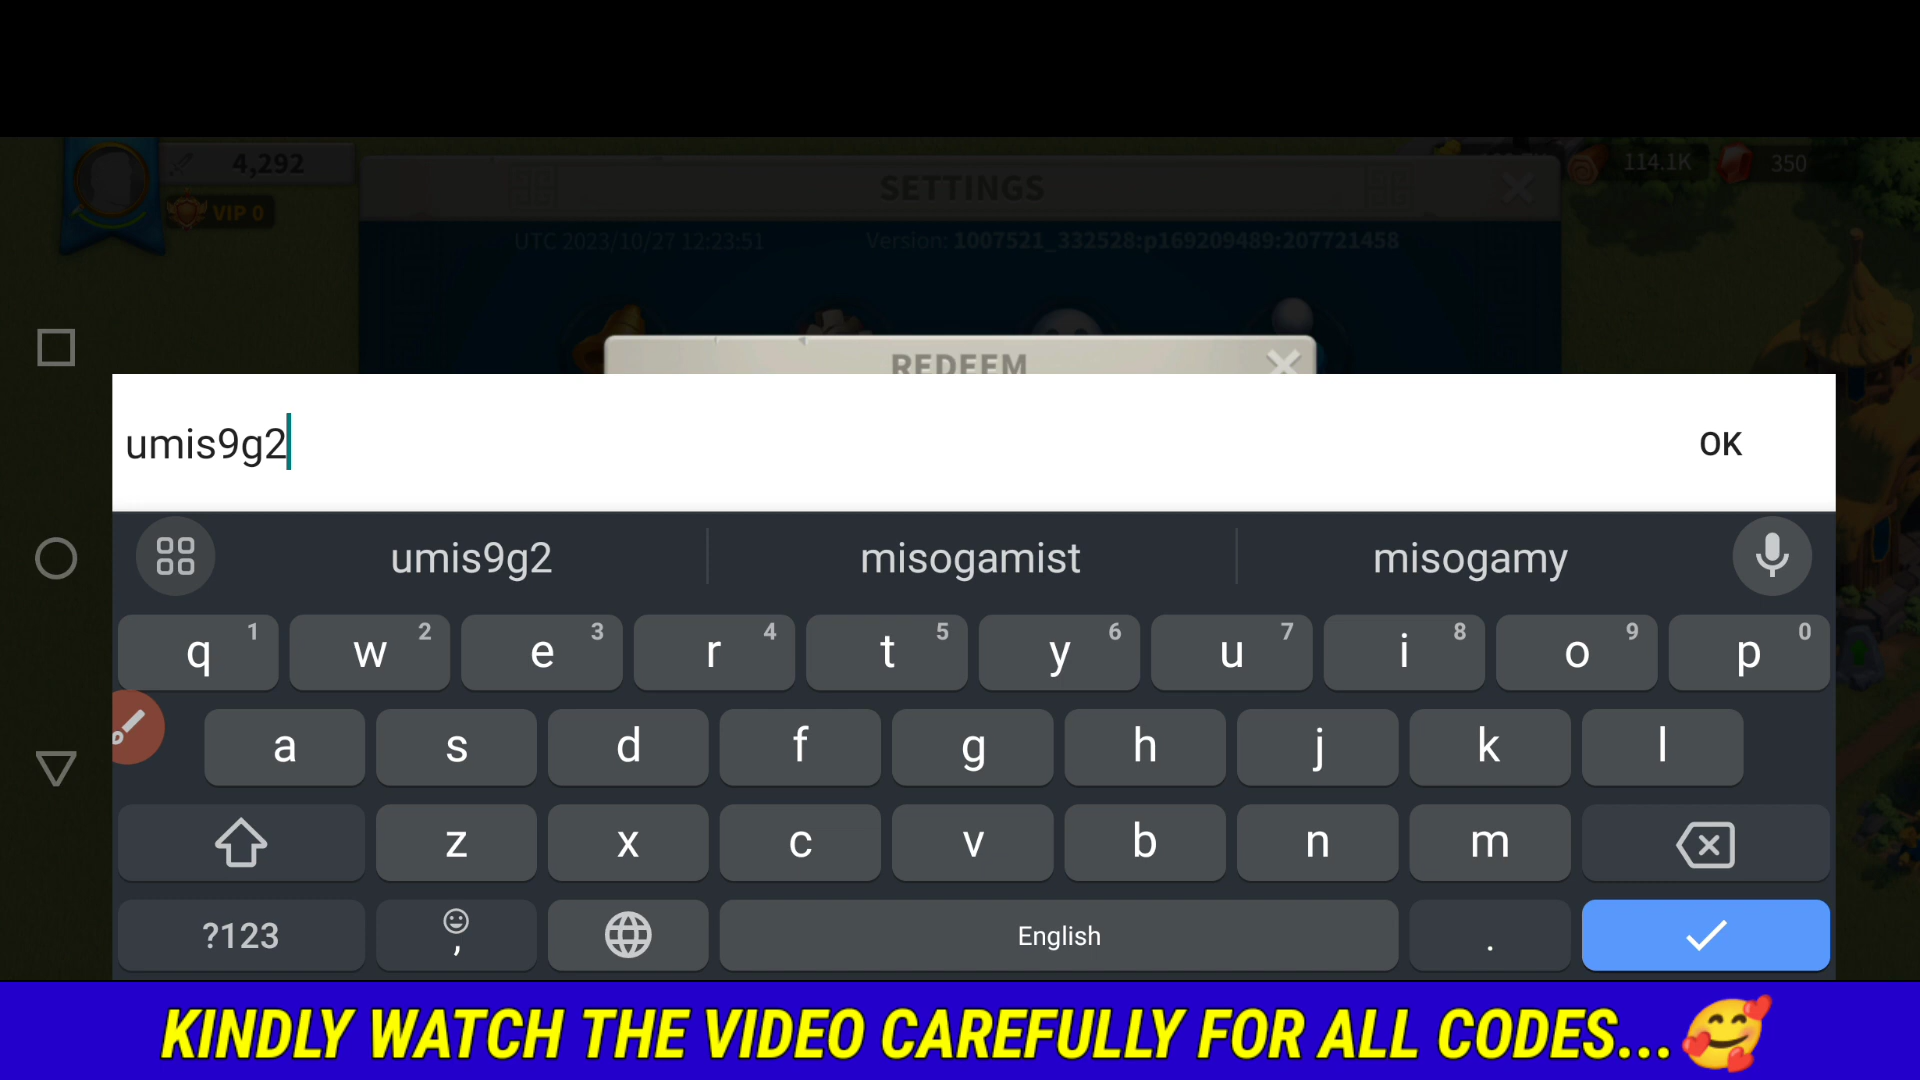 4,292
SETTINGS
114.1K
350
VIP 0
UTC 2023/10/27 12:23:51
Version: 1007521_332528:p169209489:207721458
REDEEM
umis9g2
OK
umis9g2
misogamist
misogamy
q 1 w 2 e 3 r 4 t 5 y 6 u 7 i 8 o 9 p 0
a s d f g h j k l
z x c v b n m
?123 , English .
KINDLY WATCH THE VIDEO CAREFULLY FOR ALL CODES...